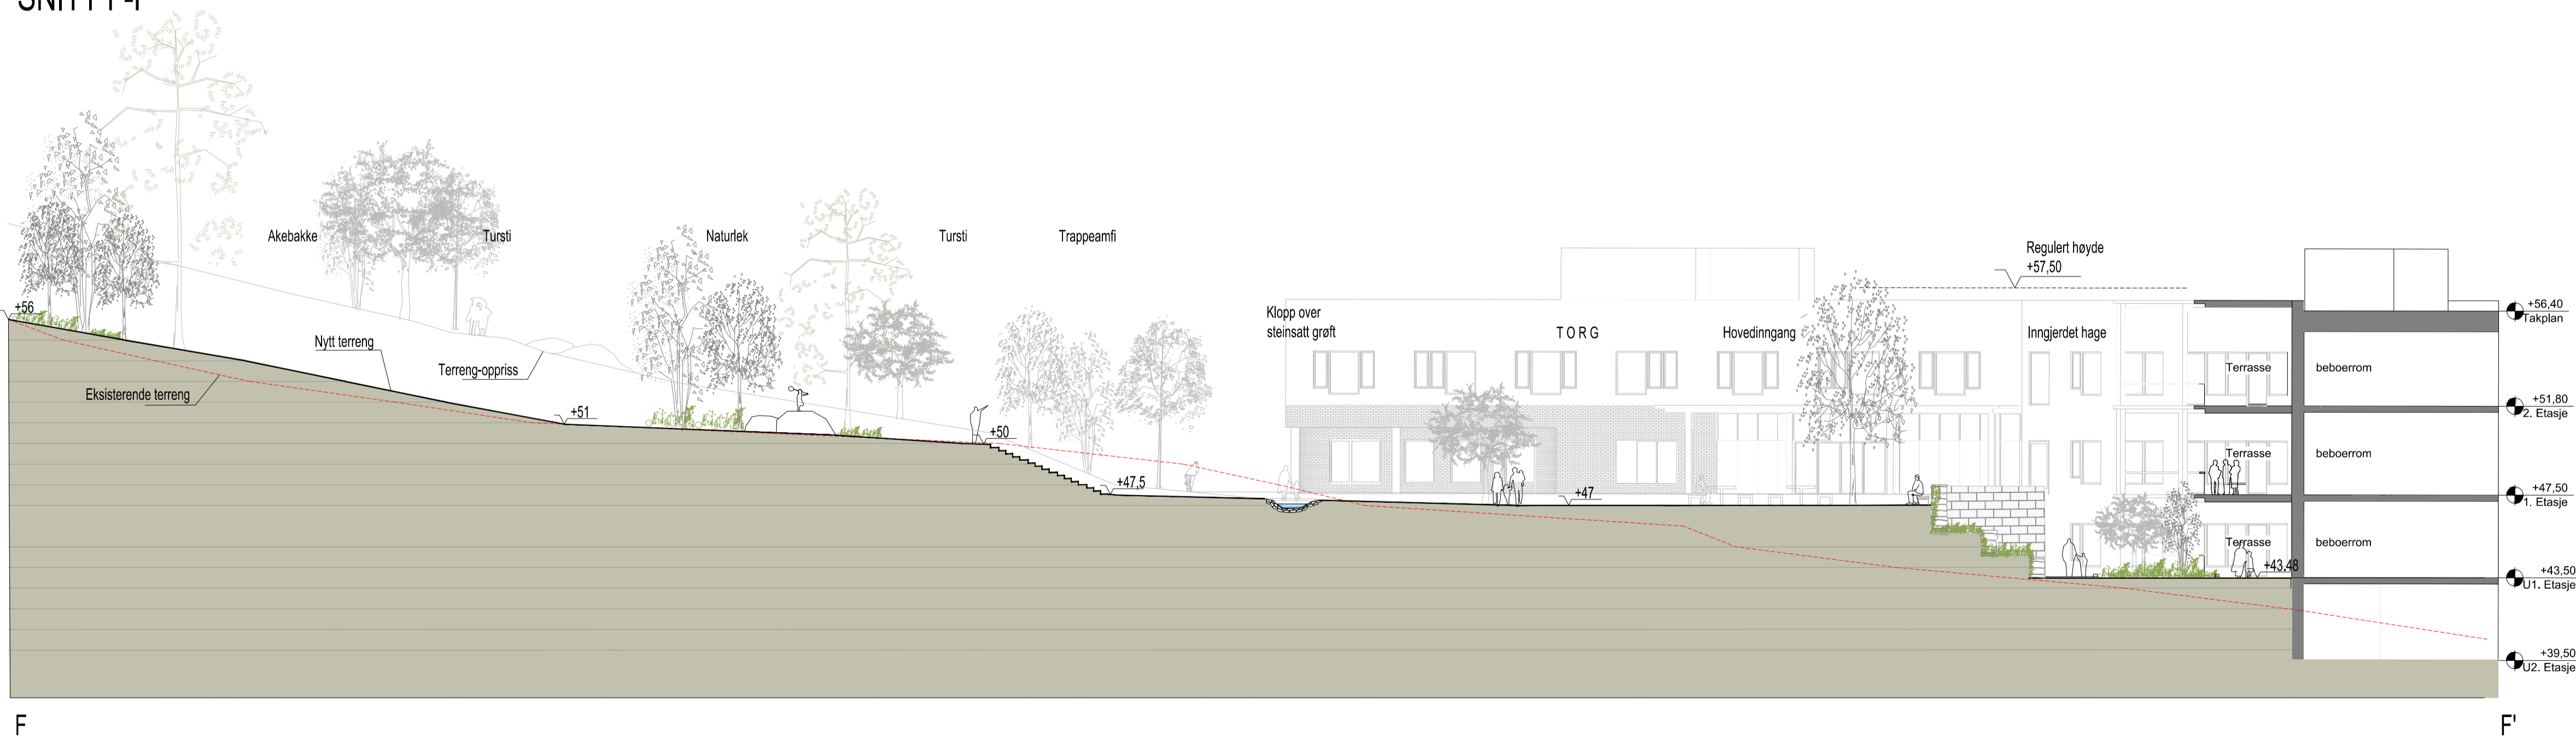 SNITT F-F
Akebakke
Tursti
Naturlek
Tursti
Trappeamfi
Regulert høyde
+57,50
+56
Klopp over
steinsatt grøft
TORG
Hovedinngang
Inngjerdet hage
+56,40
Takplan
Nytt terreng
Terreng-oppriss
Eksisterende terreng
Terrasse
beboerrom
+51
+51,80
2. Etasje
+50
Terrasse
beboerrom
+47,5
+47
+47,50
1. Etasje
Terrasse
beboerrom
+43,48
+43,50
U1. Etasje
+39,50
U2. Etasje
F
F'